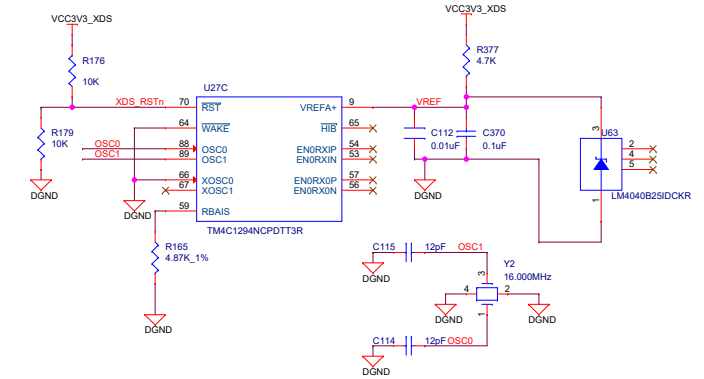 VCC3V3_XDS
VCC3V3_XDS
R176
10K
R377
4.7K
U27C
XDS_RSTn
70
RST
VREFA+
9
VREF
R179
10K
64
WAKE
HIB
65
C112
0.01uF
C370
0.1uF
3
U63
OSC0
88
OSC0
EN0RXIP
54
2
OSC1
89
OSC1
EN0RXIN
53
4
5
66
XOSC0
EN0RX0P
57
67
XOSC1
EN0RX0N
56
DGND
DGND
1
LM4040B25IDCKR
DGND
59
RBAIS
TM4C1294NCPDTT3R
R165
4.87K_1%
C115
12pF
OSC1
DGND
3
Y2
16.000MHz
4
2
DGND
DGND
1
DGND
C114
12pF
OSC0
DGND